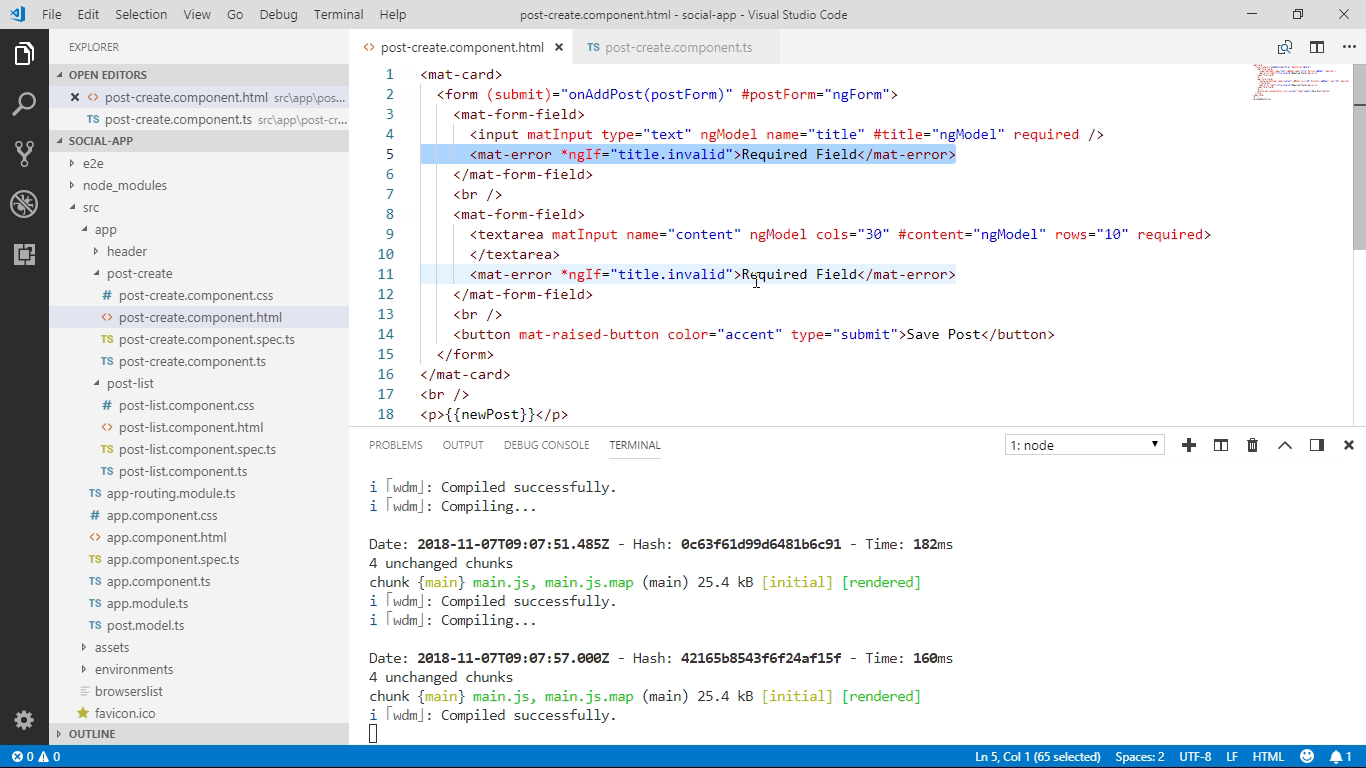 File Edit Selection View Go Debug Terminal Help post-create.component.html - social-app - Visual Studio Code
EXPLORER
OPEN EDITORS
post-create.component.html src\app\pos...
TS post-create.component.ts src\app\post-cr...
SOCIAL-APP
e2e
node_modules
src
app
header
post-create
# post-create.component.css
<> post-create.component.html
TS post-create.component.spec.ts
TS post-create.component.ts
post-list
# post-list.component.css
<> post-list.component.html
TS post-list.component.spec.ts
TS post-list.component.ts
TS app-routing.module.ts
# app.component.css
<> app.component.html
TS app.component.spec.ts
TS app.component.ts
TS app.module.ts
TS post.model.ts
assets
environments
browserslist
favicon.ico
OUTLINE
<> post-create.component.html TS post-create.component.ts
1 <mat-card>
2 <form (submit)="onAddPost(postForm)" #postForm="ngForm">
3 <mat-form-field>
4 <input matInput type="text" ngModel name="title" #title="ngModel" required />
5 <mat-error *ngIf="title.invalid">Required Field</mat-error>
6 </mat-form-field>
7 <br />
8 <mat-form-field>
9 <textarea matInput name="content" ngModel cols="30" #content="ngModel" rows="10" required>
10 </textarea>
11 <mat-error *ngIf="title.invalid">Required Field</mat-error>
12 </mat-form-field>
13 <br />
14 <button mat-raised-button color="accent" type="submit">Save Post</button>
15 </form>
16 </mat-card>
17 <br />
18 <p>{{newPost}}</p>
PROBLEMS OUTPUT DEBUG CONSOLE TERMINAL 1: node
i ｢wdm｣: Compiled successfully.
i ｢wdm｣: Compiling...
Date: 2018-11-07T09:07:51.485Z - Hash: 0c63f61d99d6481b6c91 - Time: 182ms
4 unchanged chunks
chunk {main} main.js, main.js.map (main) 25.4 kB [initial] [rendered]
i ｢wdm｣: Compiled successfully.
i ｢wdm｣: Compiling...
Date: 2018-11-07T09:07:57.000Z - Hash: 42165b8543f6f24af15f - Time: 160ms
4 unchanged chunks
chunk {main} main.js, main.js.map (main) 25.4 kB [initial] [rendered]
i ｢wdm｣: Compiled successfully.
0 0 Ln 5, Col 1 (65 selected) Spaces: 2 UTF-8 LF HTML 1